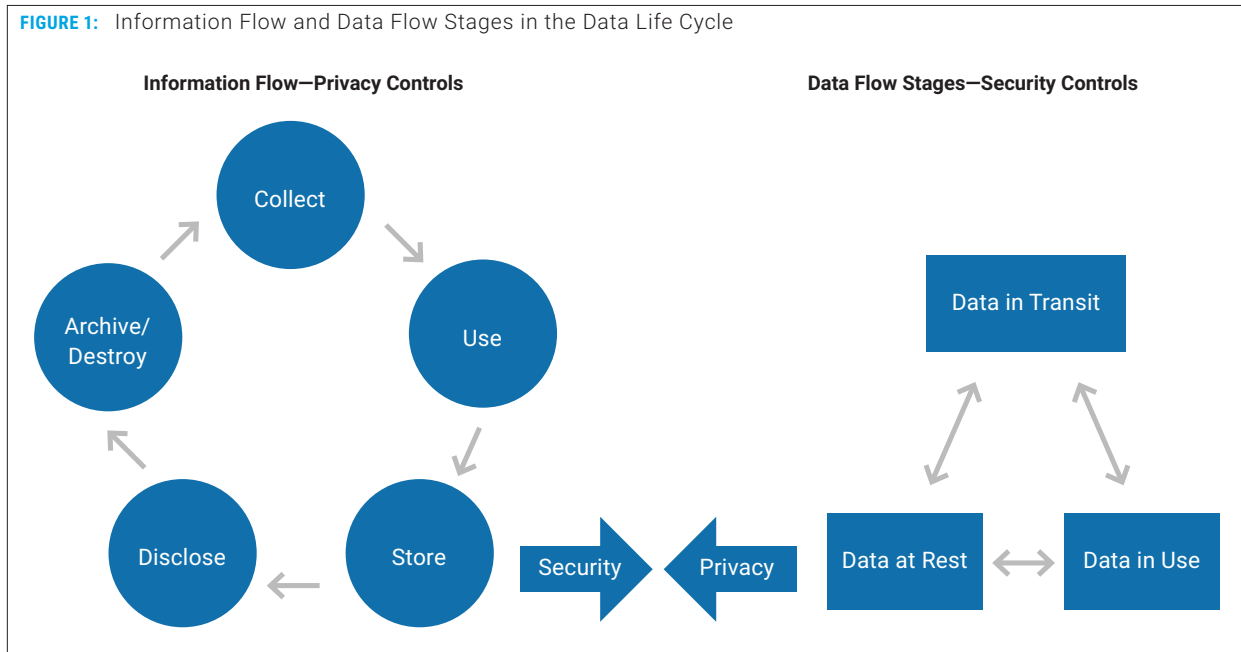 FIGURE 1: Information Flow and Data Flow Stages in the Data Life Cycle
Information Flow—Privacy Controls
Collect
Use
Store
Disclose
Archive/
Destroy
Security
Privacy
Data Flow Stages—Security Controls
Data in Transit
Data at Rest
Data in Use